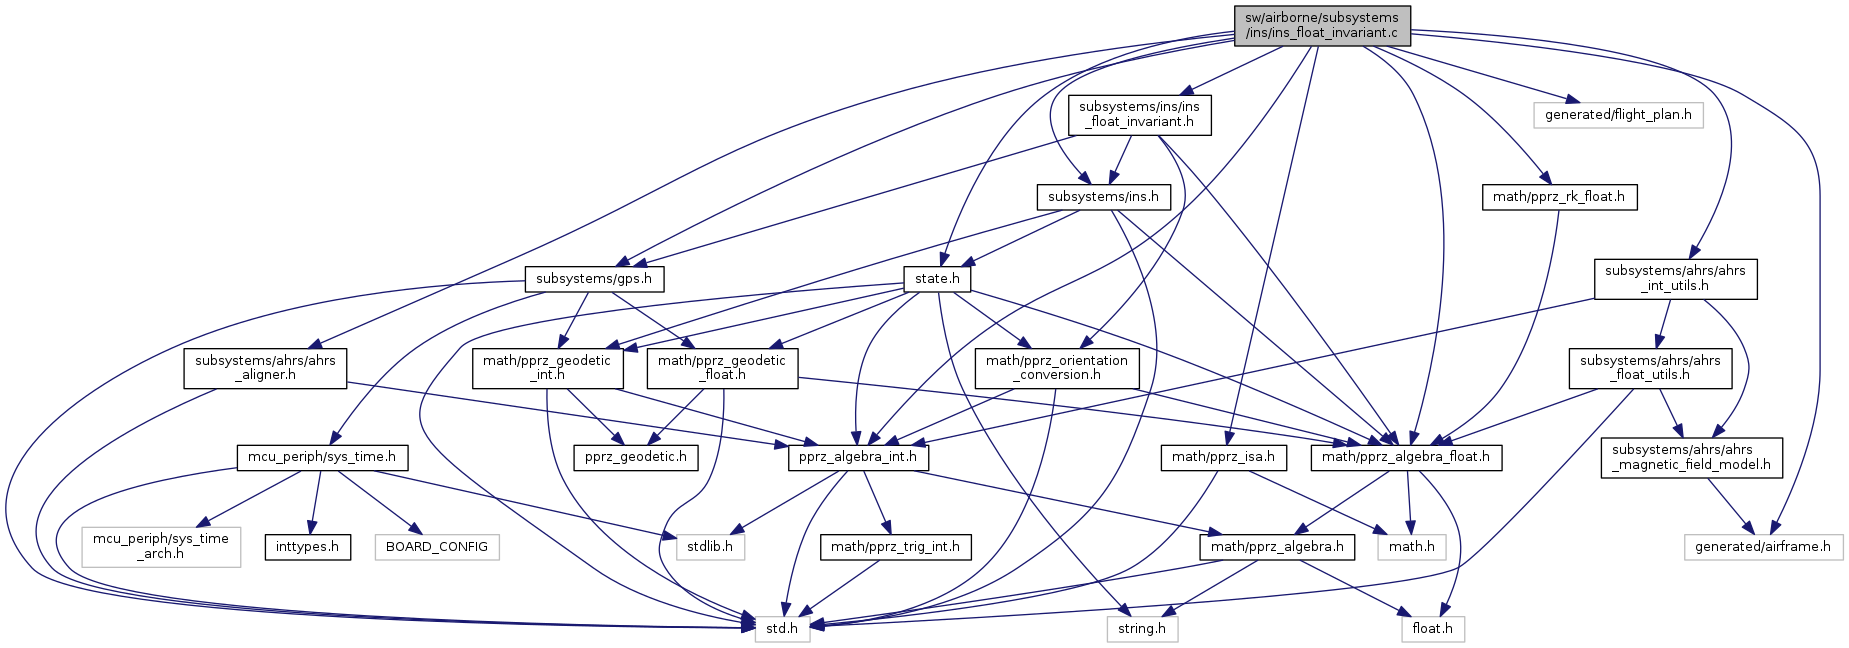 sw/airborne/subsystems
/ins/ins_float_invariant.c
subsystems/ins/ins
_float_invariant.h
generated/flight_plan.h
subsystems/ins.h
math/pprz_rk_float.h
subsystems/gps.h
state.h
subsystems/ahrs/ahrs
_int_utils.h
subsystems/ahrs/ahrs
_aligner.h
math/pprz_geodetic
_int.h
math/pprz_geodetic
_float.h
math/pprz_orientation
_conversion.h
subsystems/ahrs/ahrs
_float_utils.h
mcu_periph/sys_time.h
pprz_geodetic.h
pprz_algebra_int.h
math/pprz_isa.h
math/pprz_algebra_float.h
subsystems/ahrs/ahrs
_magnetic_field_model.h
mcu_periph/sys_time
_arch.h
inttypes.h
BOARD_CONFIG
stdlib.h
math/pprz_trig_int.h
math/pprz_algebra.h
math.h
generated/airframe.h
std.h
string.h
float.h